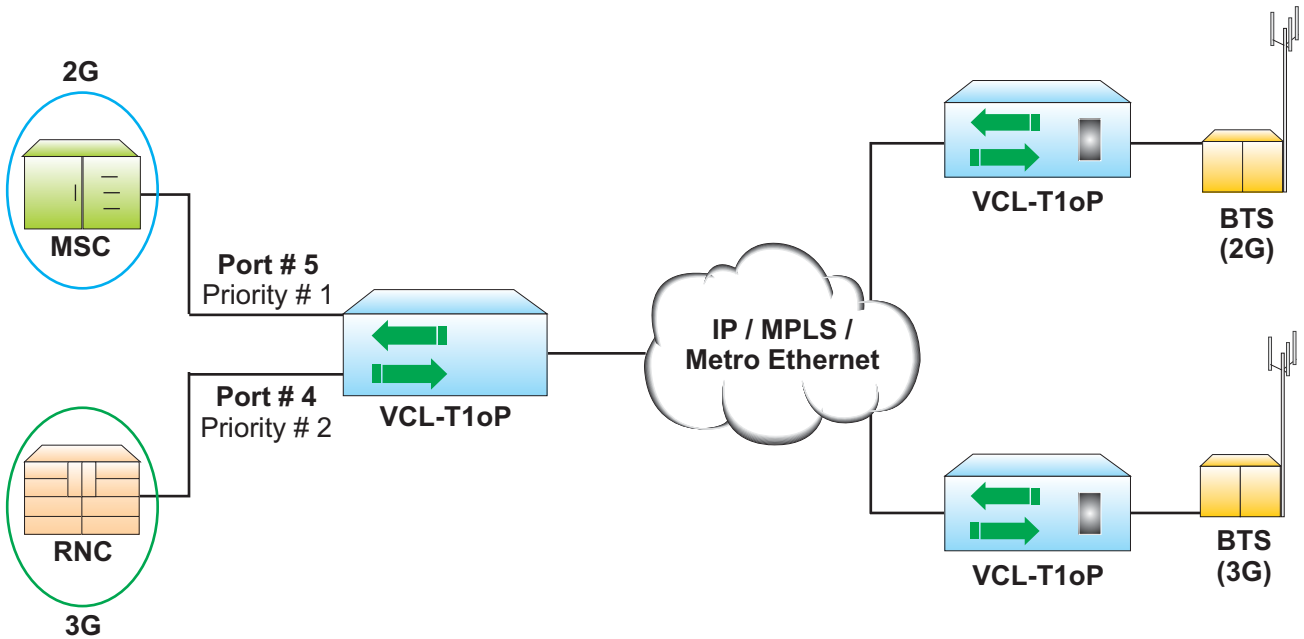 2G
MSC
Port # 5
Priority # 1
Port # 4
Priority # 2
RNC
3G
VCL-T1oP
IP / MPLS /
Metro Ethernet
VCL-T1oP
BTS
(2G)
VCL-T1oP
BTS
(3G)